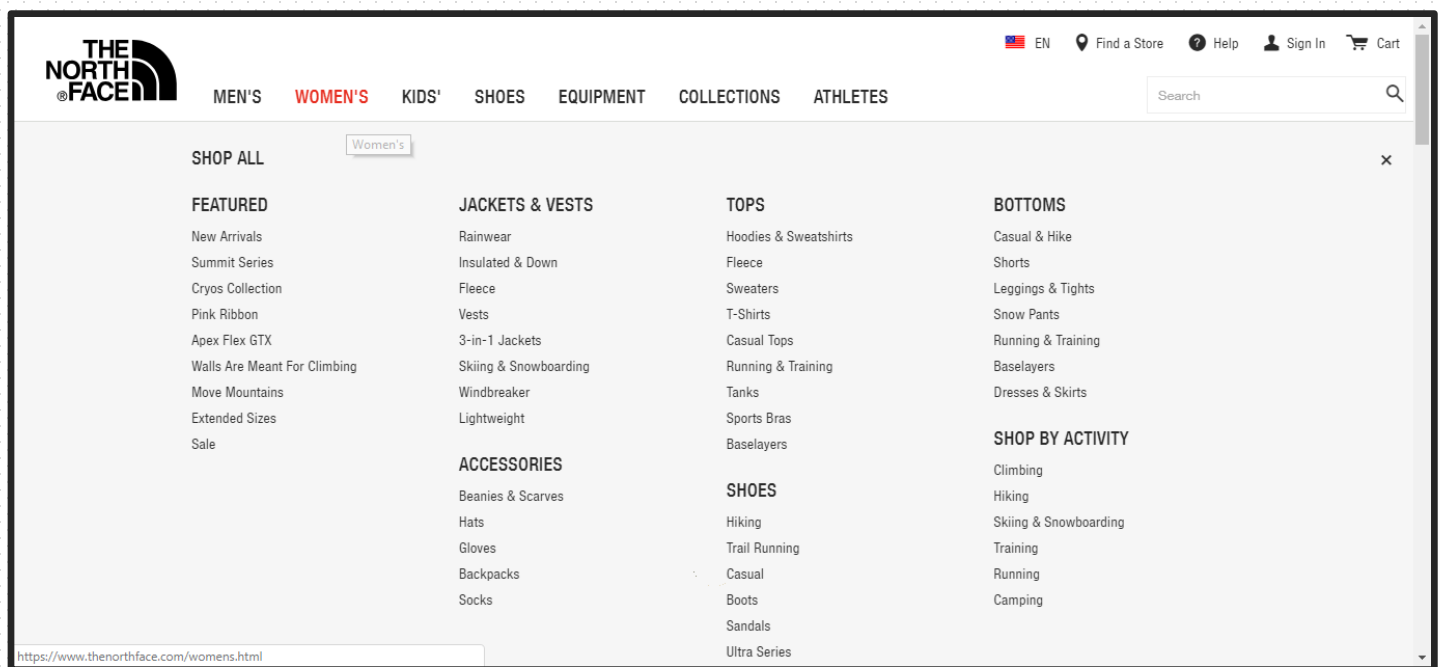 THE
NORTH
®FACE
EN Find a Store ? Help Sign In Cart
MEN'S WOMEN'S KIDS' SHOES EQUIPMENT COLLECTIONS ATHLETES
Search
Women's
SHOP ALL
FEATURED
New Arrivals
Summit Series
Cryos Collection
Pink Ribbon
Apex Flex GTX
Walls Are Meant For Climbing
Move Mountains
Extended Sizes
Sale
JACKETS & VESTS
Rainwear
Insulated & Down
Fleece
Vests
3-in-1 Jackets
Skiing & Snowboarding
Windbreaker
Lightweight
ACCESSORIES
Beanies & Scarves
Hats
Gloves
Backpacks
Socks
TOPS
Hoodies & Sweatshirts
Fleece
Sweaters
T-Shirts
Casual Tops
Running & Training
Tanks
Sports Bras
Baselayers
SHOES
Hiking
Trail Running
Casual
Boots
Sandals
Ultra Series
BOTTOMS
Casual & Hike
Shorts
Leggings & Tights
Snow Pants
Running & Training
Baselayers
Dresses & Skirts
SHOP BY ACTIVITY
Climbing
Hiking
Skiing & Snowboarding
Training
Running
Camping
https://www.thenorthface.com/womens.html